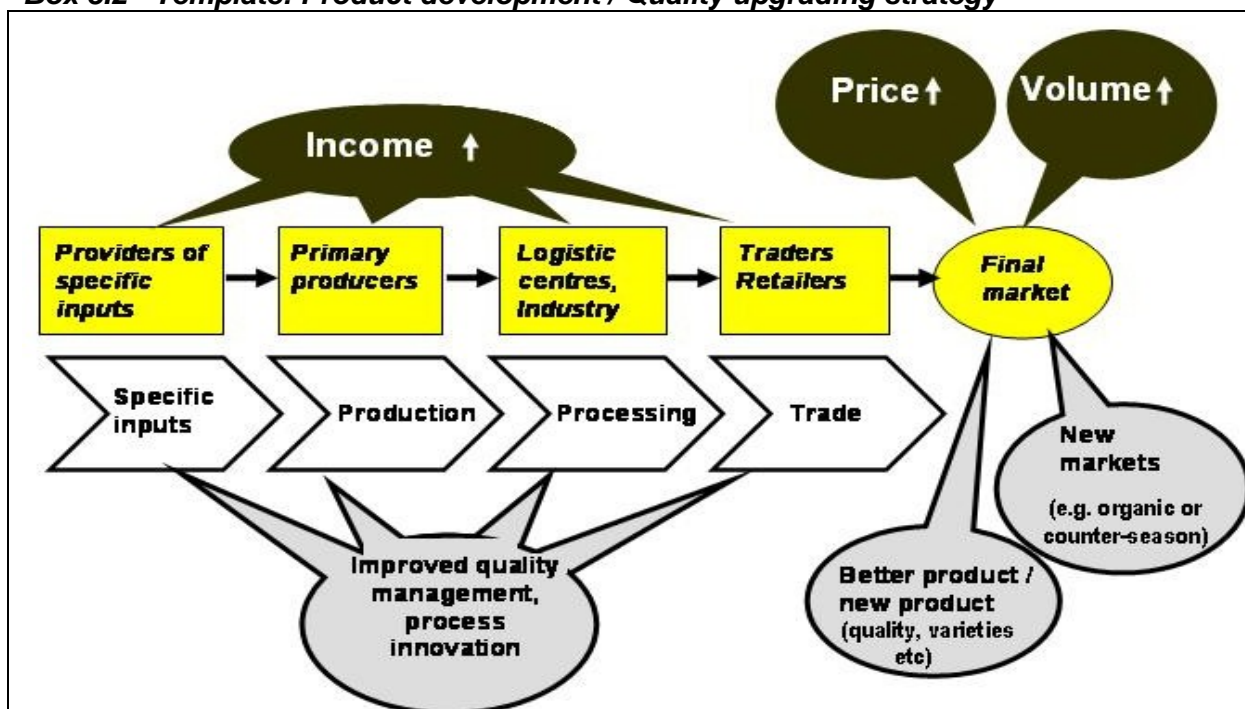 Box 3.2 Template: Product development / Quality upgrading strategy
Price ↑
Volume ↑
Income ↑
Providers of
specific
inputs
Primary
producers
Logistic
centres,
Industry
Traders
Retailers
Final
market
Specific
inputs
Production
Processing
Trade
New
markets
(e.g. organic or
counter-season)
Improved quality
management,
process
innovation
Better product /
new product
(quality, varieties
etc)